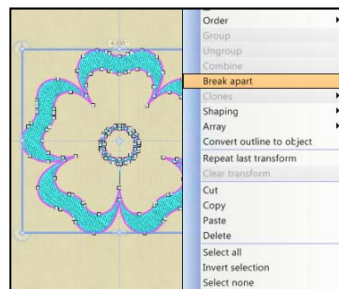 Order
Group
Ungroup
Combine
Break apart
Clones
Shaping
Array
Convert outline to object
Repeat last transform
Clear transform
Cut
Copy
Paste
Delete
Select all
Invert selection
Select none